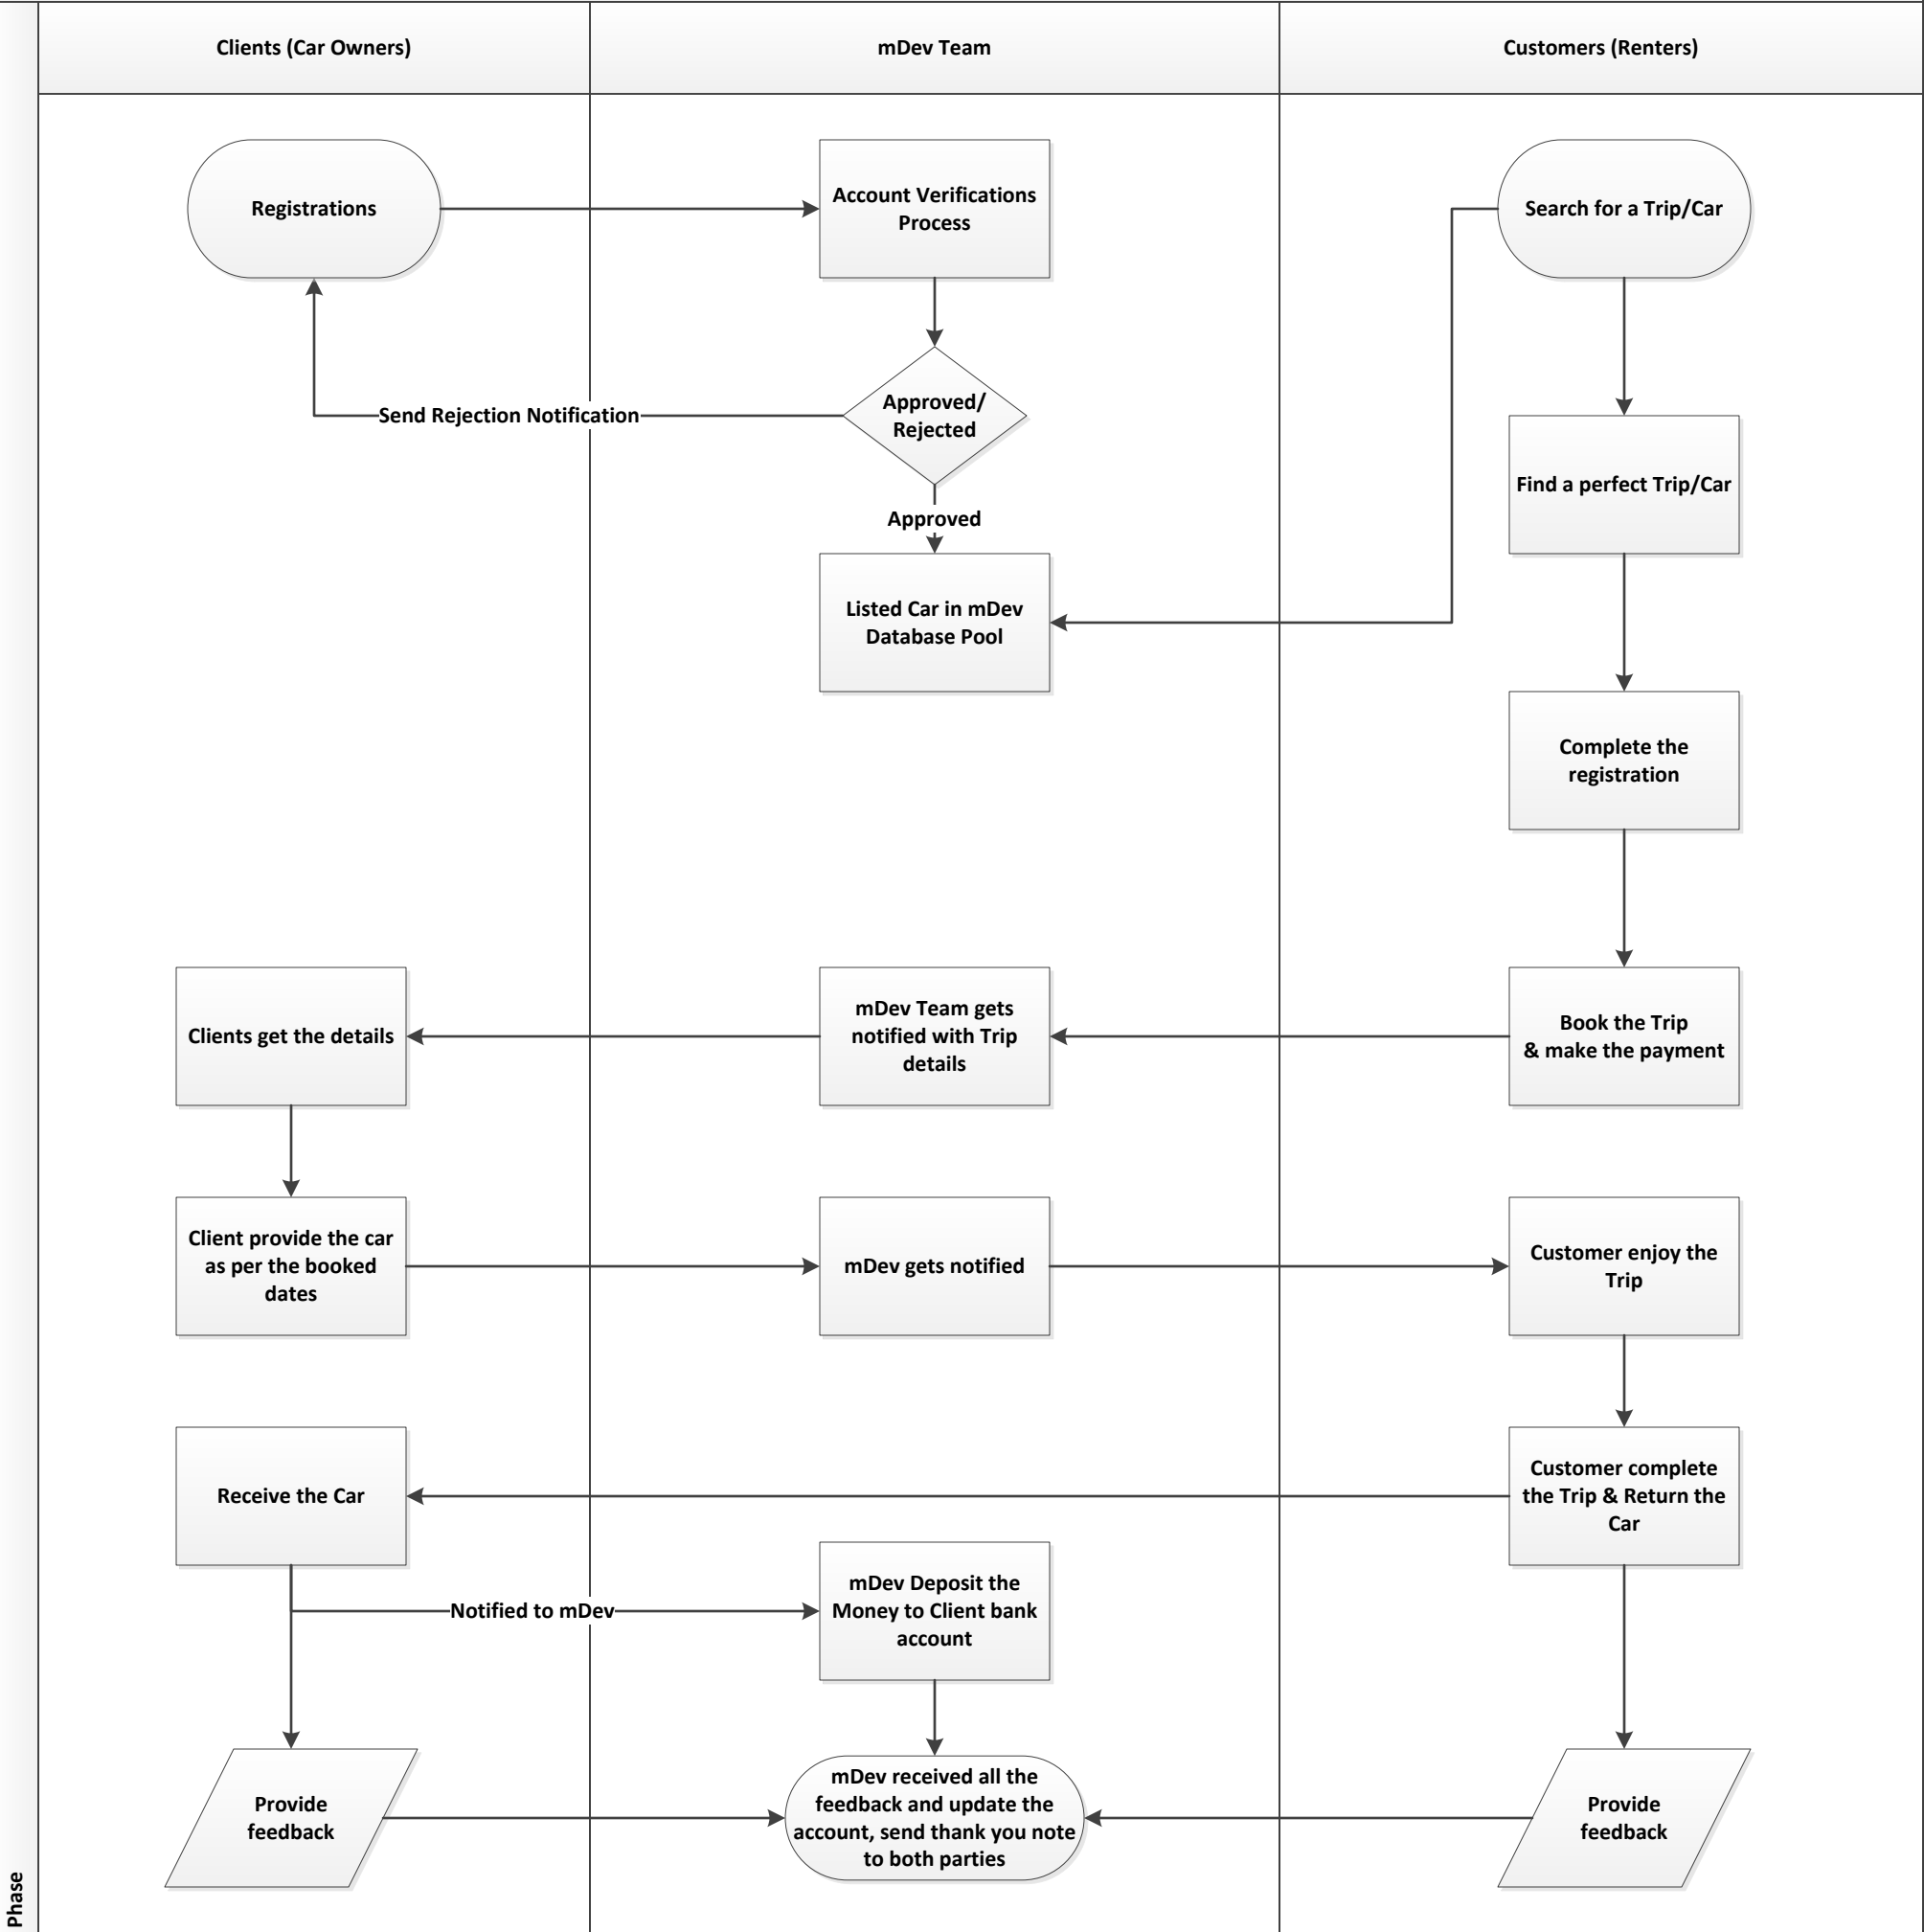 Clients (Car Owners)
mDev Team
Customers (Renters)
Registrations
Account Verifications
Process
Search for a Trip/Car
Send Rejection Notification
Approved/
Rejected
Find a perfect Trip/Car
Approved
Listed Car in mDev
Database Pool
Complete the
registration
Clients get the details
mDev Team gets
notified with Trip
details
Book the Trip
& make the payment
Client provide the car
as per the booked
dates
mDev gets notified
Customer enjoy the
Trip
Receive the Car
Customer complete
the Trip & Return the
Car
Notified to mDev
mDev Deposit the
Money to Client bank
account
Provide
feedback
mDev received all the
feedback and update the
account, send thank you note
to both parties
Provide
feedback
Phase